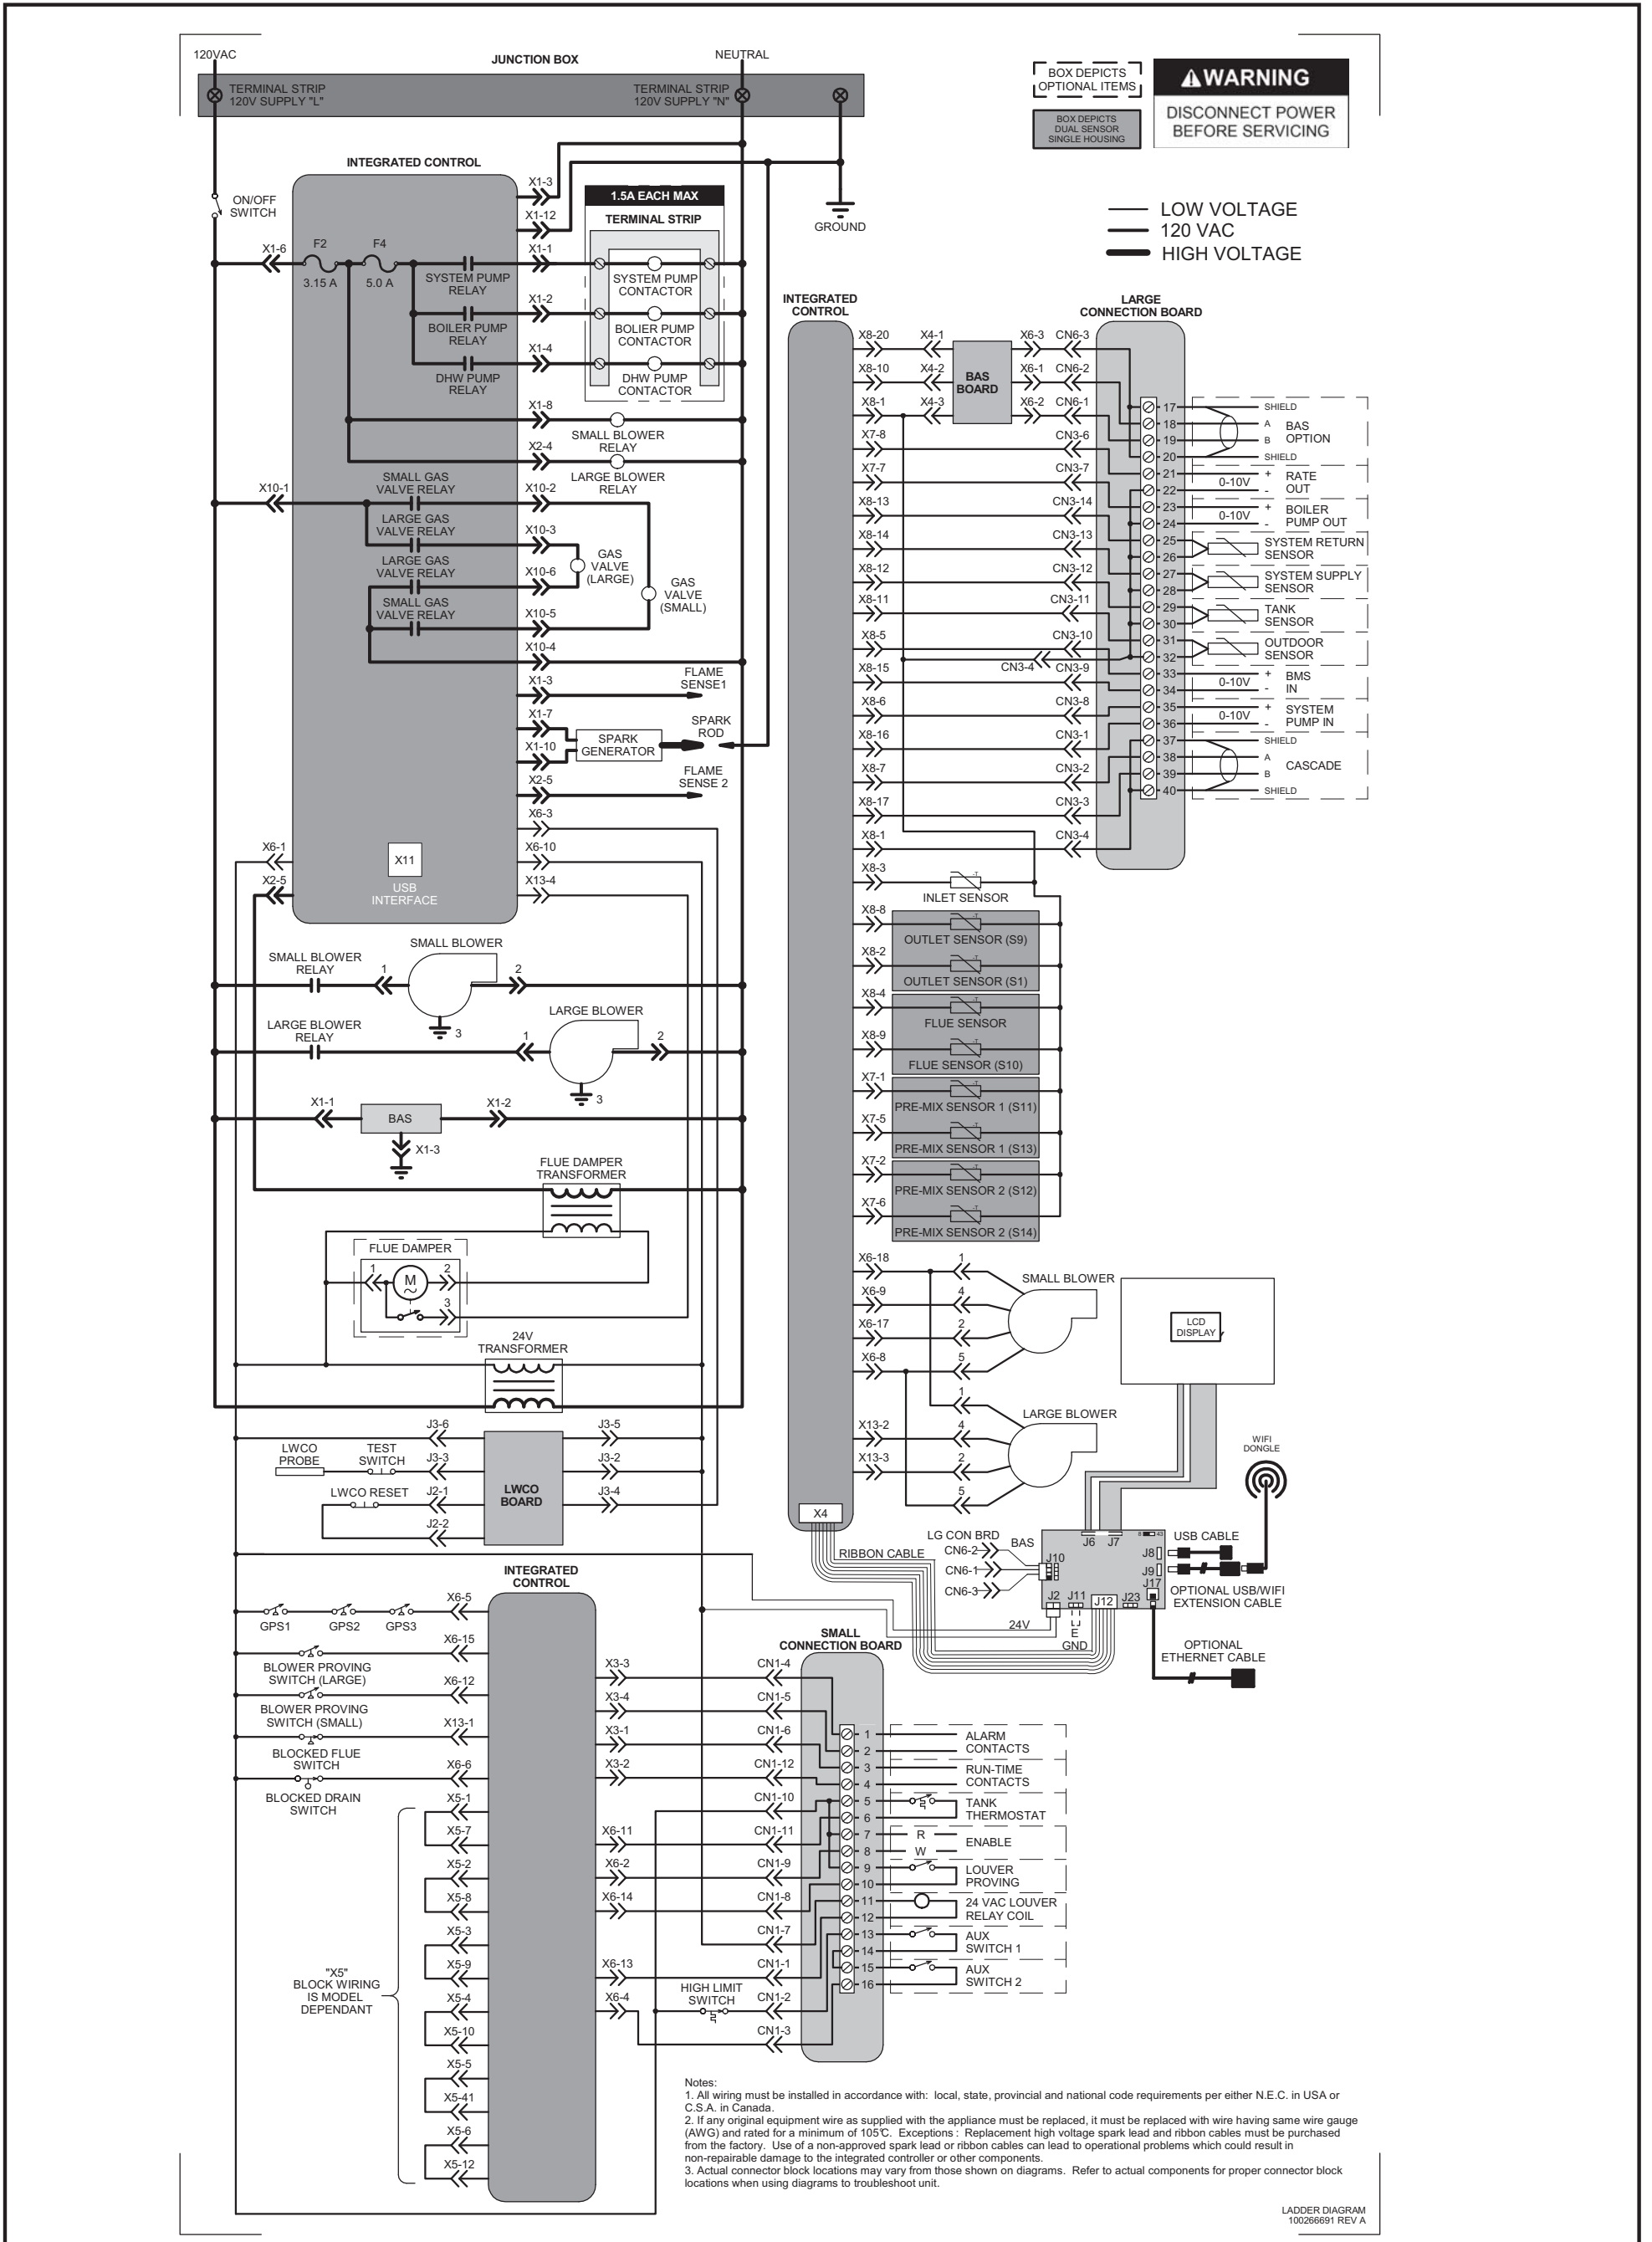 120VAC
JUNCTION BOX
NEUTRAL
TERMINAL STRIP
120V SUPPLY "L"
TERMINAL STRIP
120V SUPPLY "N"
BOX DEPICTS
OPTIONAL ITEMS
BOX DEPICTS
DUAL SENSOR
SINGLE HOUSING
WARNING
DISCONNECT POWER
BEFORE SERVICING
LOW VOLTAGE
120 VAC
HIGH VOLTAGE
GROUND
INTEGRATED CONTROL
ON/OFF
SWITCH
X1-3
X1-12
X1-1
1.5A EACH MAX
TERMINAL STRIP
X1-6
F2
3.15 A
F4
5.0 A
SYSTEM PUMP
RELAY
SYSTEM PUMP
CONTACTOR
X1-2
BOILER PUMP
RELAY
BOLIER PUMP
CONTACTOR
X1-4
DHW PUMP
RELAY
DHW PUMP
CONTACTOR
X1-8
SMALL BLOWER
RELAY
X2-4
LARGE BLOWER
RELAY
X10-1
SMALL GAS
VALVE RELAY
X10-2
LARGE GAS
VALVE RELAY
X10-3
LARGE GAS
VALVE RELAY
X10-6
GAS
VALVE
(LARGE)
SMALL GAS
VALVE RELAY
X10-5
GAS
VALVE
(SMALL)
X10-4
X1-3
FLAME
SENSE1
X1-7
X1-10
SPARK
GENERATOR
SPARK
ROD
X2-5
FLAME
SENSE 2
X6-3
X6-1
X11
USB
INTERFACE
X6-10
X2-5
X13-4
SMALL BLOWER
RELAY
1
SMALL BLOWER
2
3
LARGE BLOWER
RELAY
1
LARGE BLOWER
2
3
X1-1
BAS
X1-2
X1-3
FLUE DAMPER
TRANSFORMER
FLUE DAMPER
1
M
2
3
24V
TRANSFORMER
J3-6
J3-5
LWCO
PROBE
TEST
SWITCH
J3-3
J3-2
LWCO RESET
J2-1
J3-4
J2-2
LWCO
BOARD
INTEGRATED
CONTROL
LARGE
CONNECTION BOARD
X8-20
X4-1
X6-3
CN6-3
X8-10
X4-2
BAS
BOARD
X6-1
CN6-2
X8-1
X4-3
X6-2
CN6-1
X7-8
CN3-6
X7-7
CN3-7
X8-13
CN3-14
X8-14
CN3-13
X8-12
CN3-12
X8-11
CN3-11
X8-5
CN3-10
CN3-4
X8-15
CN3-9
X8-6
CN3-8
X8-16
CN3-1
X8-7
CN3-2
X8-17
CN3-3
X8-1
CN3-4
17
SHIELD
18
A
19
B
20
SHIELD
BAS
OPTION
21
+
22
-
0-10V
RATE
OUT
23
+
24
-
0-10V
BOILER
PUMP OUT
25
26
SYSTEM RETURN
SENSOR
27
28
SYSTEM SUPPLY
SENSOR
29
30
TANK
SENSOR
31
32
OUTDOOR
SENSOR
33
+
34
-
0-10V
BMS
IN
35
+
36
-
0-10V
SYSTEM
PUMP IN
37
SHIELD
38
A
39
B
40
SHIELD
CASCADE
X8-3
INLET SENSOR
X8-8
OUTLET SENSOR (S9)
X8-2
OUTLET SENSOR (S1)
X8-4
FLUE SENSOR
X8-9
FLUE SENSOR (S10)
X7-1
PRE-MIX SENSOR 1 (S11)
X7-5
PRE-MIX SENSOR 1 (S13)
X7-2
PRE-MIX SENSOR 2 (S12)
X7-6
PRE-MIX SENSOR 2 (S14)
X6-18
1
X6-9
4
X6-17
2
X6-8
5
SMALL BLOWER
1
X13-2
4
X13-3
2
5
LARGE BLOWER
X4
RIBBON CABLE
LCD
DISPLAY
WIFI
DONGLE
LG CON BRD
CN6-2
CN6-1
CN6-3
BAS
J10
J6
J7
J8
J9
J17
J2
J11
J12
J23
USB CABLE
OPTIONAL USB/WIFI
EXTENSION CABLE
24V
E
GND
OPTIONAL
ETHERNET CABLE
INTEGRATED
CONTROL
X6-5
GPS1
GPS2
GPS3
X6-15
BLOWER PROVING
SWITCH (LARGE)
X6-12
BLOWER PROVING
SWITCH (SMALL)
X13-1
BLOCKED FLUE
SWITCH
X6-6
BLOCKED DRAIN
SWITCH
X5-1
X5-7
X5-2
X5-8
X5-3
X5-9
X5-4
X5-10
X5-5
X5-41
X5-6
X5-12
"X5"
BLOCK WIRING
IS MODEL
DEPENDANT
SMALL
CONNECTION BOARD
X3-3
CN1-4
X3-4
CN1-5
X3-1
CN1-6
X3-2
CN1-12
CN1-10
X6-11
CN1-11
X6-2
CN1-9
X6-14
CN1-8
CN1-7
X6-13
CN1-1
X6-4
HIGH LIMIT
SWITCH
CN1-2
CN1-3
1
2
ALARM
CONTACTS
3
4
RUN-TIME
CONTACTS
5
6
TANK
THERMOSTAT
7
R
8
W
ENABLE
9
10
LOUVER
PROVING
11
12
24 VAC LOUVER
RELAY COIL
13
14
AUX
SWITCH 1
15
16
AUX
SWITCH 2
Notes:
1. All wiring must be installed in accordance with: local, state, provincial and national code requirements per either N.E.C. in USA or
C.S.A. in Canada.
2. If any original equipment wire as supplied with the appliance must be replaced, it must be replaced with wire having same wire gauge
(AWG) and rated for a minimum of 105°C. Exceptions : Replacement high voltage spark lead and ribbon cables must be purchased
from the factory. Use of a non-approved spark lead or ribbon cables can lead to operational problems which could result in
non-repairable damage to the integrated controller or other components.
3. Actual connector block locations may vary from those shown on diagrams. Refer to actual components for proper connector block
locations when using diagrams to troubleshoot unit.
LADDER DIAGRAM
100266691 REV A